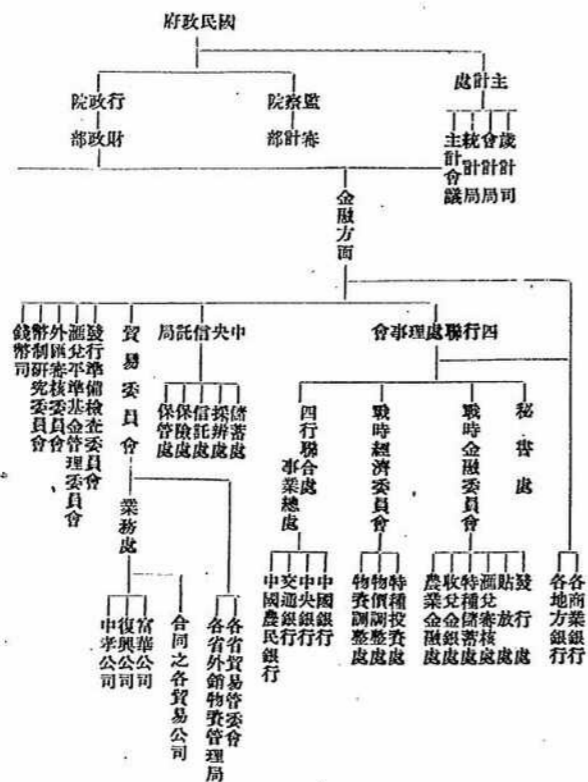 國民政府
主計處
監察院
行政院
歲計司
會計局
統計局
主計會議
審計部
財政部
金融方面
四行聯處理事會
中央信託局
貿易委員會
發行準備檢查委員會
滙兌平準基金管理委員會
外匯審核委員會
幣制研究委員會
錢幣司
儲蓄處
採辦處
信託處
保險處
保管處
秘書處
戰時金融委員會
戰時經濟委員會
四行聯合處
事業總處
業務處
各商業銀行
各地方銀行
發行處
貼放處
滙兌審核處
特種儲蓄處
收兌金銀處
農業金融處
特種投資處
物價調整處
物資調整處
中國銀行
中央銀行
交通銀行
中國農民銀行
各省貿易管委會
各省外銷物資管理局
合同之各貿易公司
富華公司
復興公司